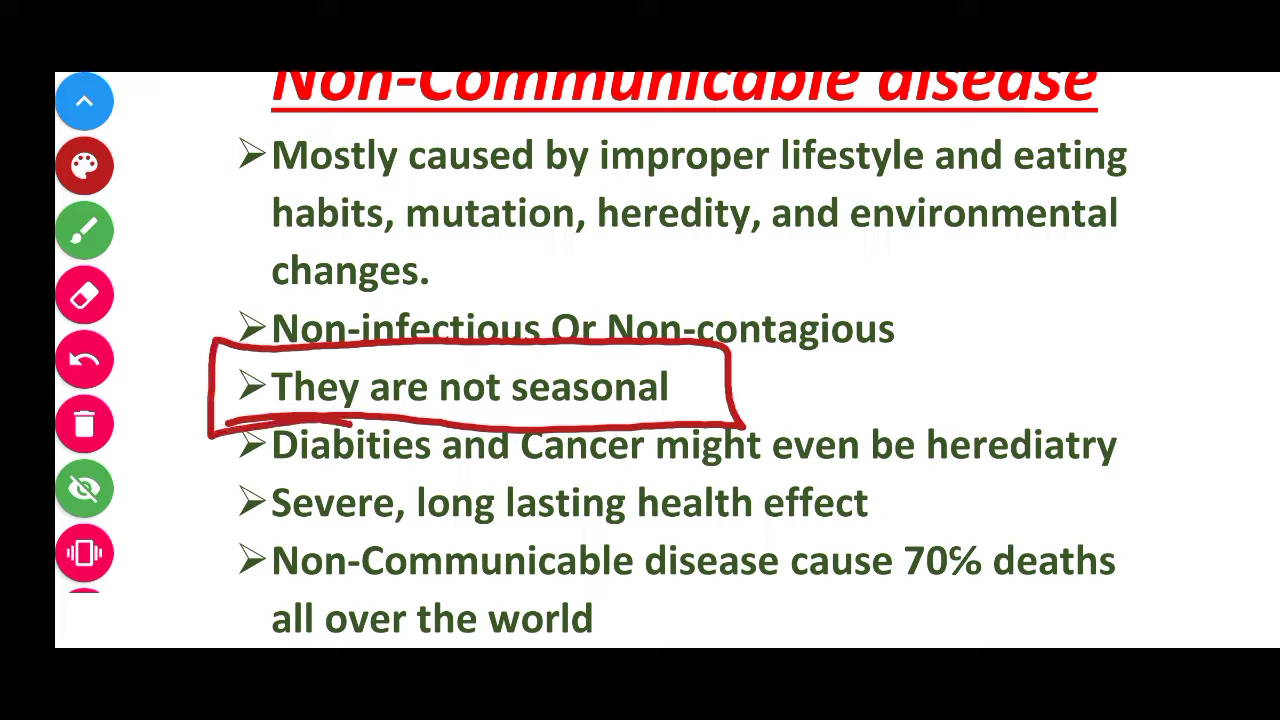 Non-Communicable disease
➢Mostly caused by improper lifestyle and eating
habits, mutation, heredity, and environmental
changes.
➢Non-infectious Or Non-contagious
➢They are not seasonal
➢Diabities and Cancer might even be herediatry
➢Severe, long lasting health effect
➢Non-Communicable disease cause 70℅ deaths
all over the world